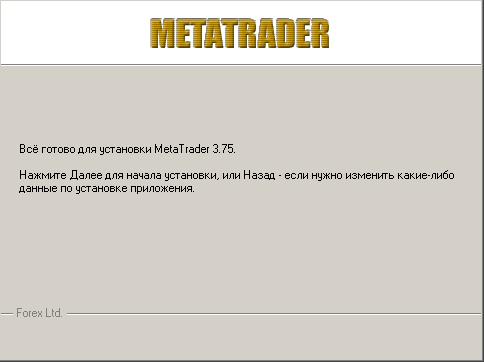 METATRADER
Всё готово для установки MetaTrader 3.75.
Нажмите Далее для начала установки, или Назад - если нужно изменить какие-либо
данные по установке приложения.
Forex Ltd.